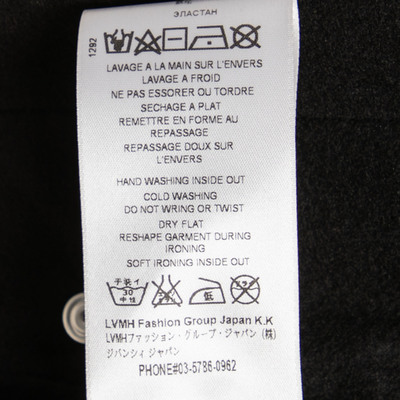 ЭЛАСТАН
1292
LAVAGE A LA MAIN SUR L'ENVERS
LAVAGE A FROID
NE PAS ESSORER OU TORDRE
SECHAGE A PLAT
REMETTRE EN FORME AU
REPASSAGE
REPASSAGE DOUX SUR
L'ENVERS
HAND WASHING INSIDE OUT
COLD WASHING
DO NOT WRING OR TWIST
DRY FLAT
RESHAPE GARMENT DURING
IRONING
SOFT IRONING INSIDE OUT
手洗イ
30
中性
低
LVMH Fashion Group Japan K.K
LVMHファッション・グループ・ジャパン (株)
ジバンシィ ジャパン
PHONE#03-5786-0962